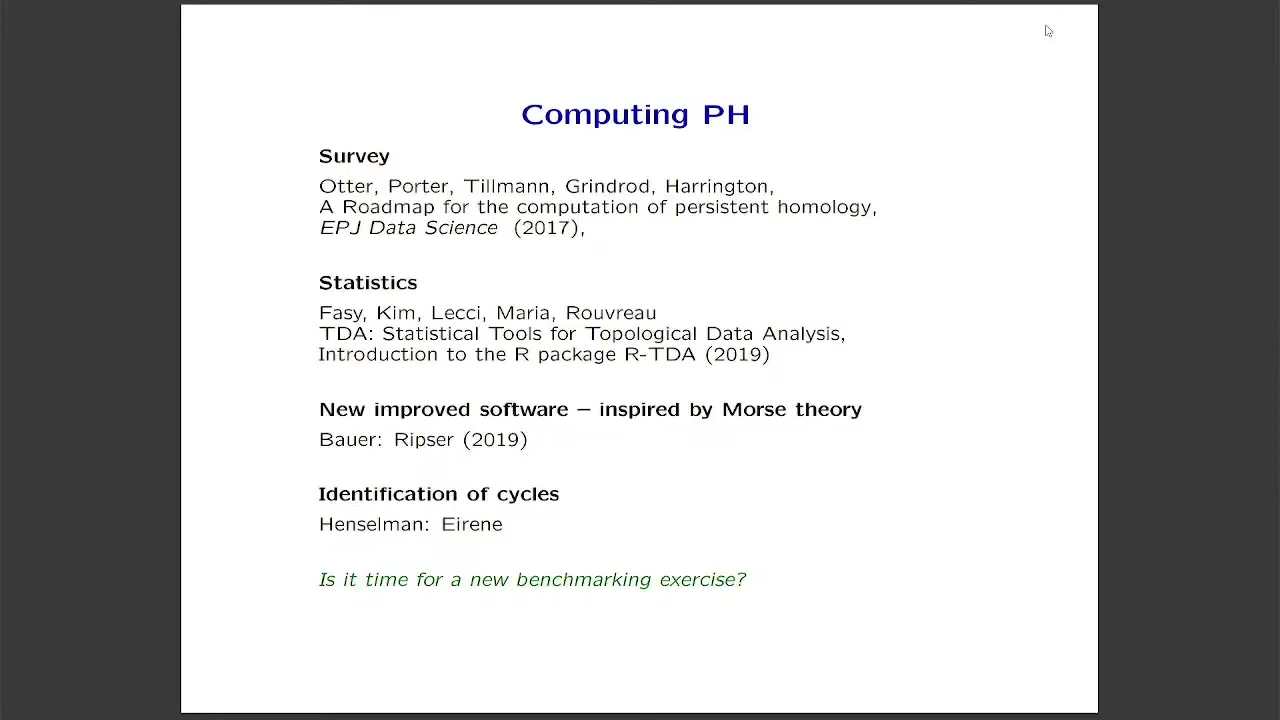 Computing PH
Survey
Otter, Porter, Tillmann, Grindrod, Harrington,
A Roadmap for the computation of persistent homology,
EPJ Data Science (2017),
Statistics
Fasy, Kim, Lecci, Maria, Rouvreau
TDA: Statistical Tools for Topological Data Analysis,
Introduction to the R package R-TDA (2019)
New improved software – inspired by Morse theory
Bauer: Ripser (2019)
Identification of cycles
Henselman: Eirene
Is it time for a new benchmarking exercise?